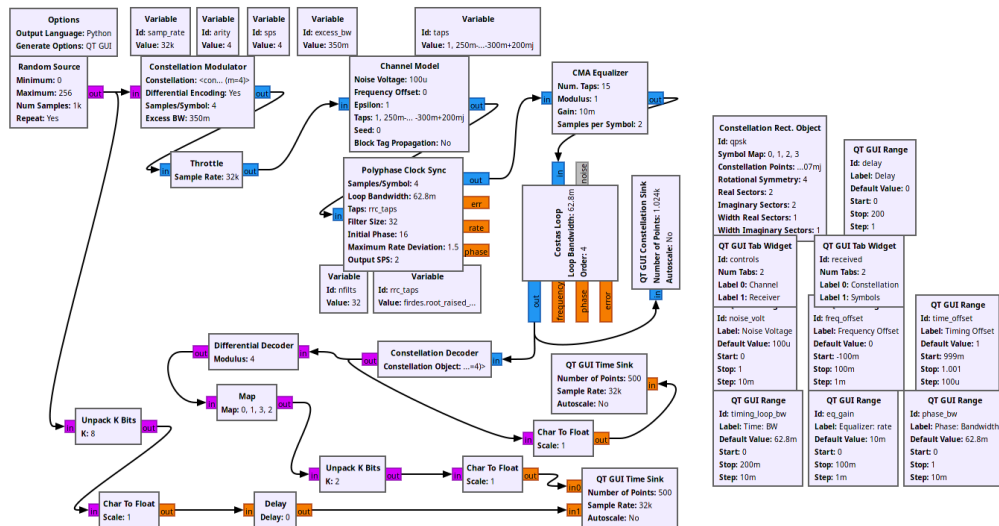 Options
Output Language: Python
Generate Options: QT GUI
Variable
Id: samp_rate
Value: 32k
Variable
Id: arity
Value: 4
Variable
Id: sps
Value: 4
Variable
Id: excess_bw
Value: 350m
Variable
Id: taps
Value: 1, 250m-...-300m+200mj
Random Source
Minimum: 0
Maximum: 256
Num Samples: 1k
Repeat: Yes
out
Constellation Modulator
Constellation: <con... (m=4)>
Differential Encoding: Yes
Samples/Symbol: 4
Excess BW: 350m
in
out
Throttle
Sample Rate: 32k
in
out
Channel Model
Noise Voltage: 100u
Frequency Offset: 0
Epsilon: 1
Taps: 1, 250m-... -300m+200mj
Seed: 0
Block Tag Propagation: No
in
out
CMA Equalizer
Num. Taps: 15
Modulus: 1
Gain: 10m
Samples per Symbol: 2
in
out
Polyphase Clock Sync
Samples/Symbol: 4
Loop Bandwidth: 62.8m
Taps: rrc_taps
Filter Size: 32
Initial Phase: 16
Maximum Rate Deviation: 1.5
Output SPS: 2
in
out
err
rate
phase
Variable
Id: nfilts
Value: 32
Variable
Id: rrc_taps
Value: firdes.root_raised_...
in
noise
Costas Loop
Loop Bandwidth: 62.8m
Order: 4
out
frequency
phase
error
QT GUI Constellation Sink
Number of Points: 1.024k
Autoscale: No
in
Constellation Rect. Object
Id: qpsk
Symbol Map: 0, 1, 2, 3
Constellation Points: ...07mj
Rotational Symmetry: 4
Real Sectors: 2
Imaginary Sectors: 2
Width Real Sectors: 1
Width Imaginary Sectors: 1
QT GUI Range
Id: delay
Label: Delay
Default Value: 0
Start: 0
Stop: 200
Step: 1
QT GUI Tab Widget
Id: controls
Num Tabs: 2
Label 0: Channel
Label 1: Receiver
QT GUI Tab Widget
Id: received
Num Tabs: 2
Label 0: Constellation
Label 1: Symbols
Id: noise_volt
Label: Noise Voltage
Default Value: 100u
Start: 0
Stop: 1
Step: 10m
Id: freq_offset
Label: Frequency Offset
Default Value: 0
Start: -100m
Stop: 100m
Step: 1m
QT GUI Range
Id: time_offset
Label: Timing Offset
Default Value: 1
Start: 999m
Stop: 1.001
Step: 100u
QT GUI Range
Id: timing_loop_bw
Label: Time: BW
Default Value: 62.8m
Start: 0
Stop: 200m
Step: 10m
QT GUI Range
Id: eq_gain
Label: Equalizer: rate
Default Value: 10m
Start: 0
Stop: 100m
Step: 1m
QT GUI Range
Id: phase_bw
Label: Phase: Bandwidth
Default Value: 62.8m
Start: 0
Stop: 1
Step: 10m
Differential Decoder
Modulus: 4
out
in
Constellation Decoder
Constellation Object: ...=4)>
out
in
QT GUI Time Sink
Number of Points: 500
Sample Rate: 32k
Autoscale: No
in
Map
Map: 0, 1, 3, 2
in
out
Unpack K Bits
K: 8
in
out
Char To Float
Scale: 1
in
out
Unpack K Bits
K: 2
in
out
Char To Float
Scale: 1
in
out
QT GUI Time Sink
Number of Points: 500
Sample Rate: 32k
Autoscale: No
in0
in1
Char To Float
Scale: 1
in
out
Delay
Delay: 0
in
out